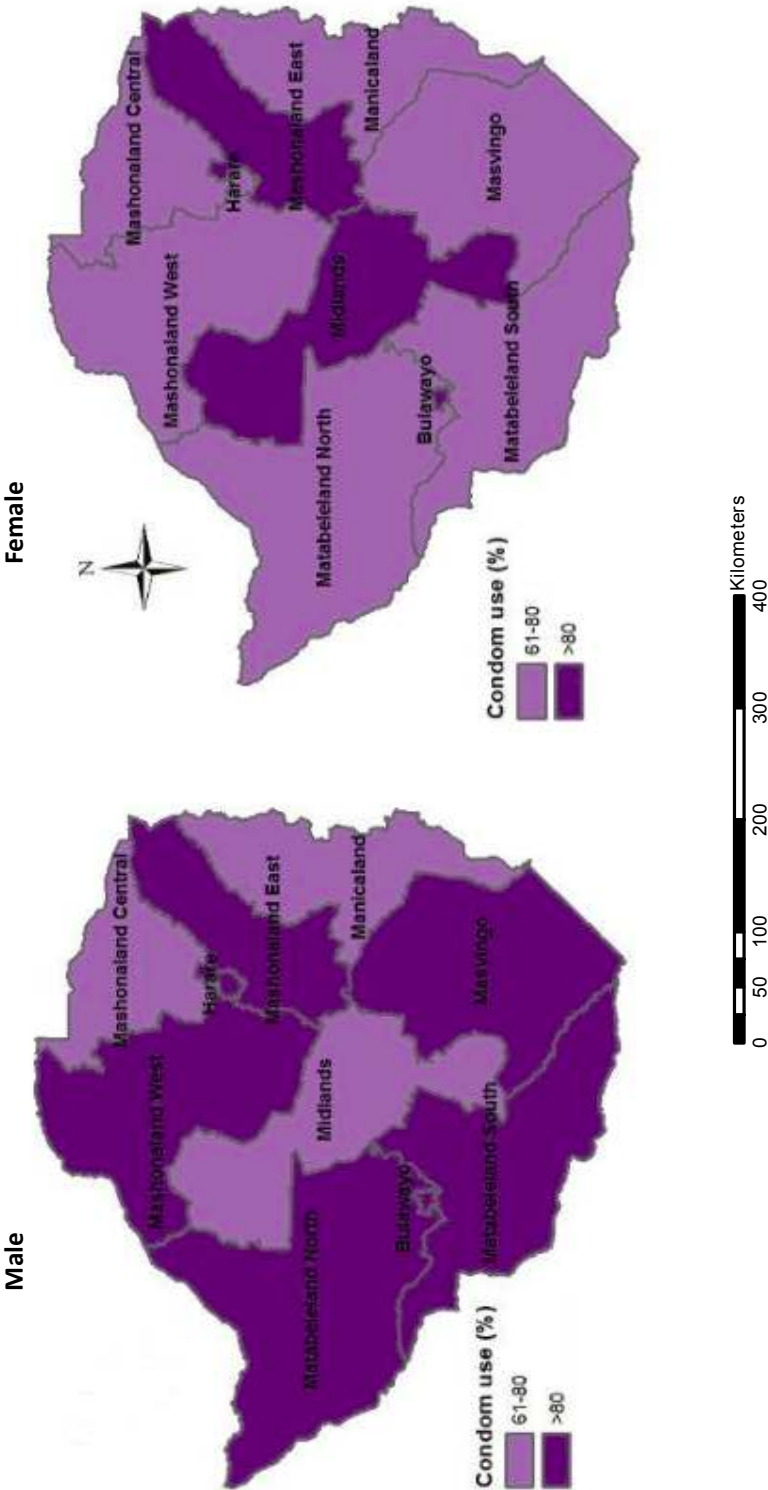 Male
Mashonaland Central
Harare
Mashonaland West
Mashonaland East
Manicaland
Midlands
Masvingo
Matabeleland North
Bulawayo
Matabeleland South
Condom use (%)
61-80
>80
Female
N
Mashonaland Central
Harare
Mashonaland West
Mashonaland East
Manicaland
Midlands
Masvingo
Matabeleland North
Bulawayo
Matabeleland South
Condom use (%)
61-80
>80
0 50 100 200 300 400
Kilometers